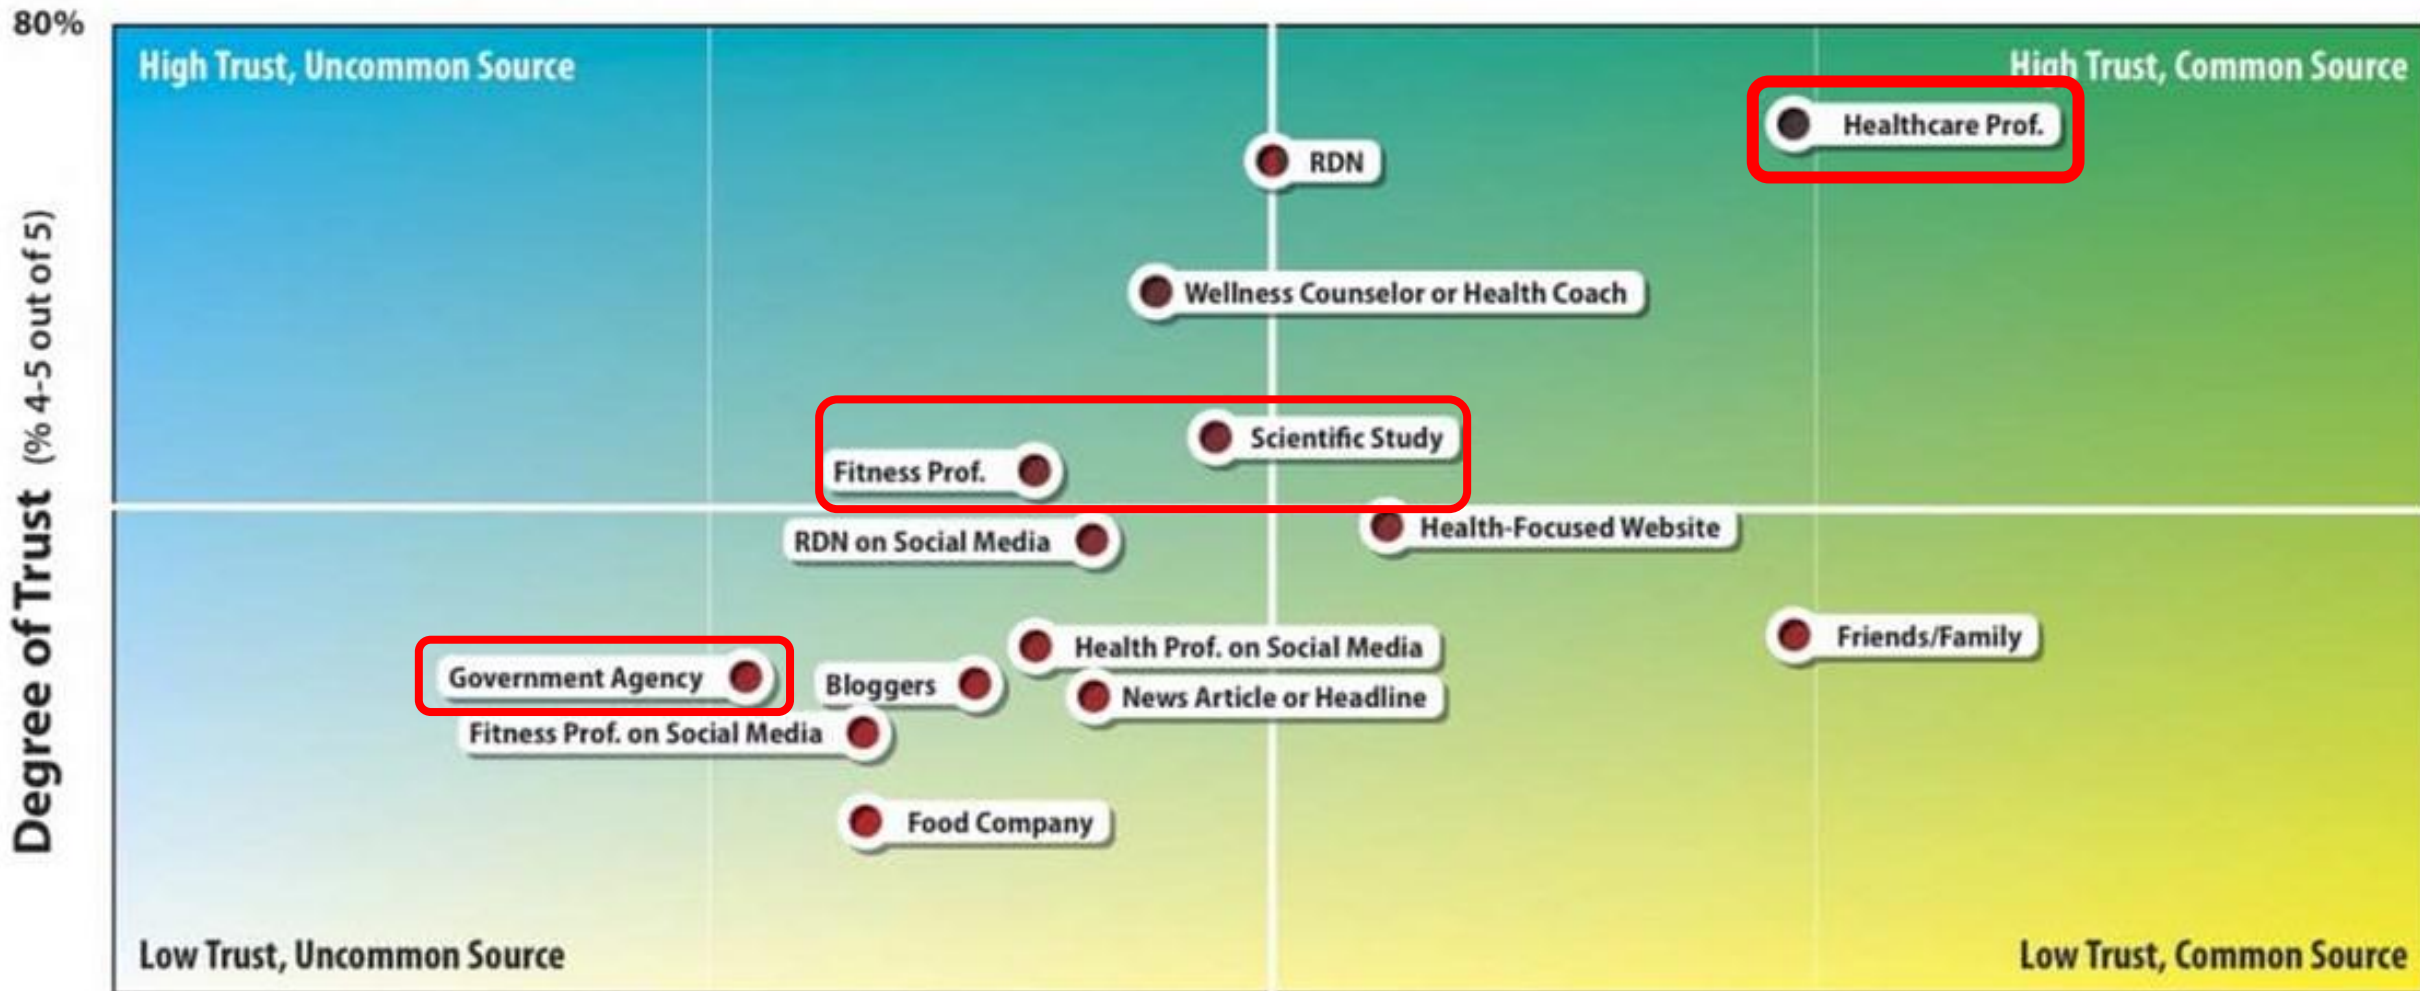 80%
High Trust, Uncommon Source
High Trust, Common Source
Healthcare Prof.
RDN
Wellness Counselor or Health Coach
Scientific Study
Fitness Prof.
Health-Focused Website
RDN on Social Media
Friends/Family
Health Prof. on Social Media
Government Agency
Bloggers
News Article or Headline
Fitness Prof. on Social Media
Food Company
Low Trust, Uncommon Source
Low Trust, Common Source
Degree of Trust (% 4-5 out of 5)